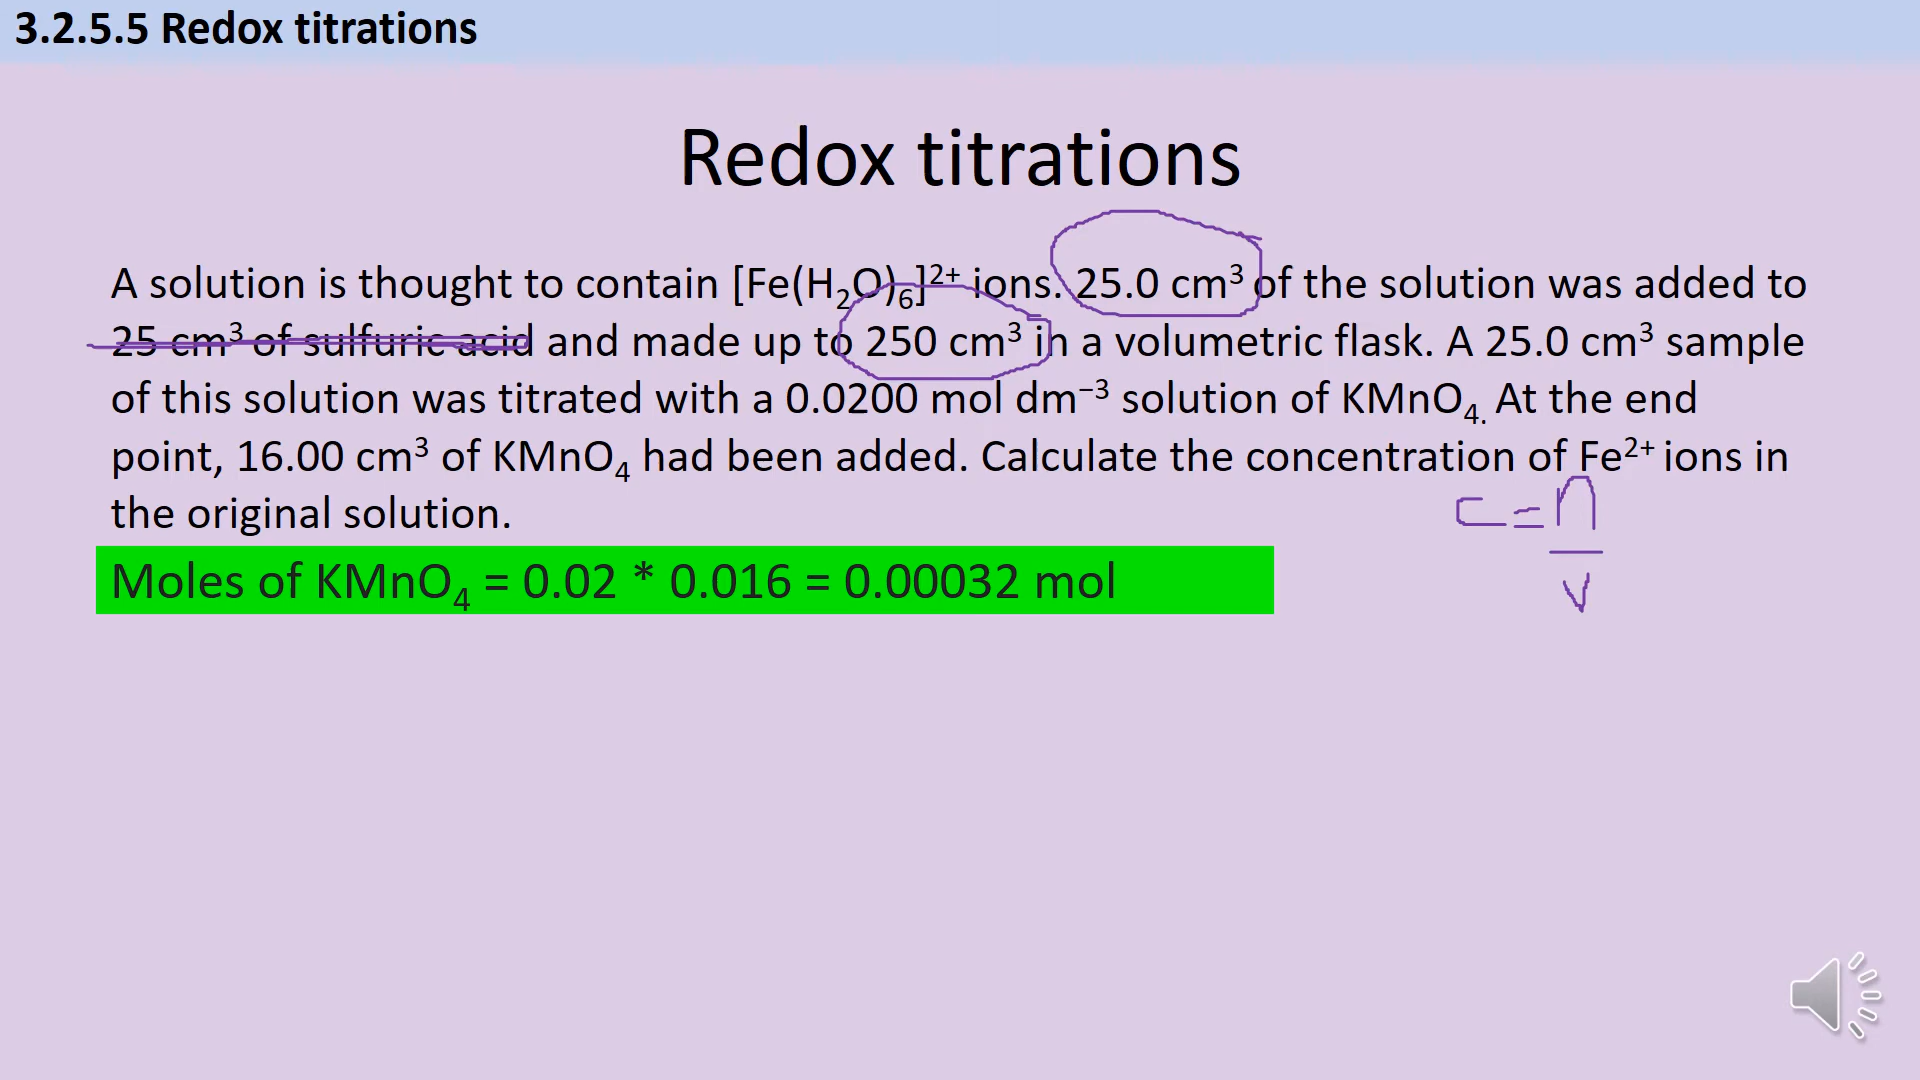 3.2.5.5 Redox titrations
Redox titrations
A solution is thought to contain [Fe(H₂O)₆]²⁺ ions. 25.0 cm³ of the solution was added to
25 cm³ of sulfuric acid and made up to 250 cm³ in a volumetric flask. A 25.0 cm³ sample
of this solution was titrated with a 0.0200 mol dm⁻³ solution of KMnO₄. At the end
point, 16.00 cm³ of KMnO₄ had been added. Calculate the concentration of Fe²⁺ ions in
the original solution.
c = n
v
Moles of KMnO₄ = 0.02 * 0.016 = 0.00032 mol